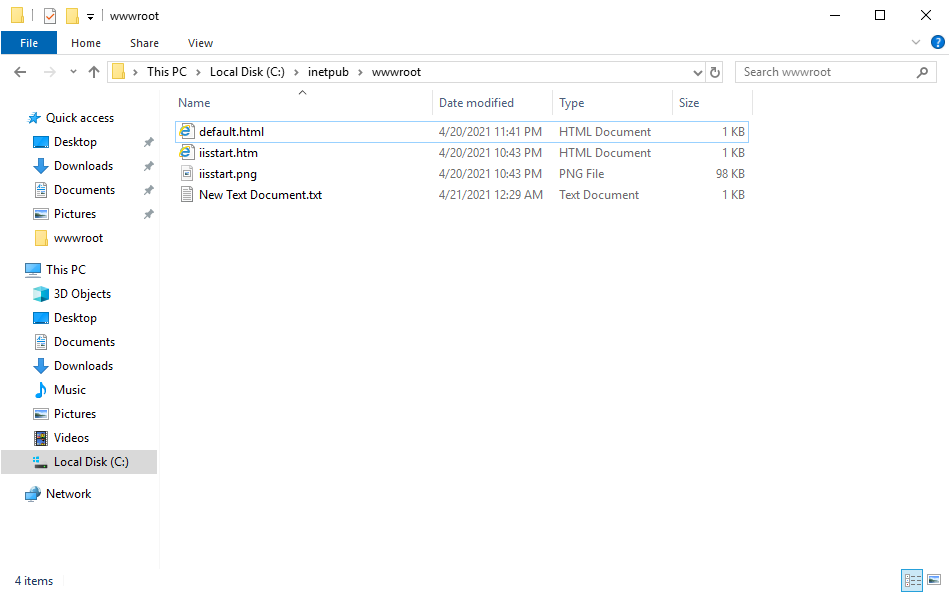 wwwroot
File Home Share View
This PC Local Disk (C:) inetpub wwwroot
Search wwwroot
Quick access
Desktop
Downloads
Documents
Pictures
wwwroot
This PC
3D Objects
Desktop
Documents
Downloads
Music
Pictures
Videos
Local Disk (C:)
Network
Name Date modified Type Size
default.html 4/20/2021 11:41 PM HTML Document 1 KB
iisstart.htm 4/20/2021 10:43 PM HTML Document 1 KB
iisstart.png 4/20/2021 10:43 PM PNG File 98 KB
New Text Document.txt 4/21/2021 12:29 AM Text Document 1 KB
4 items